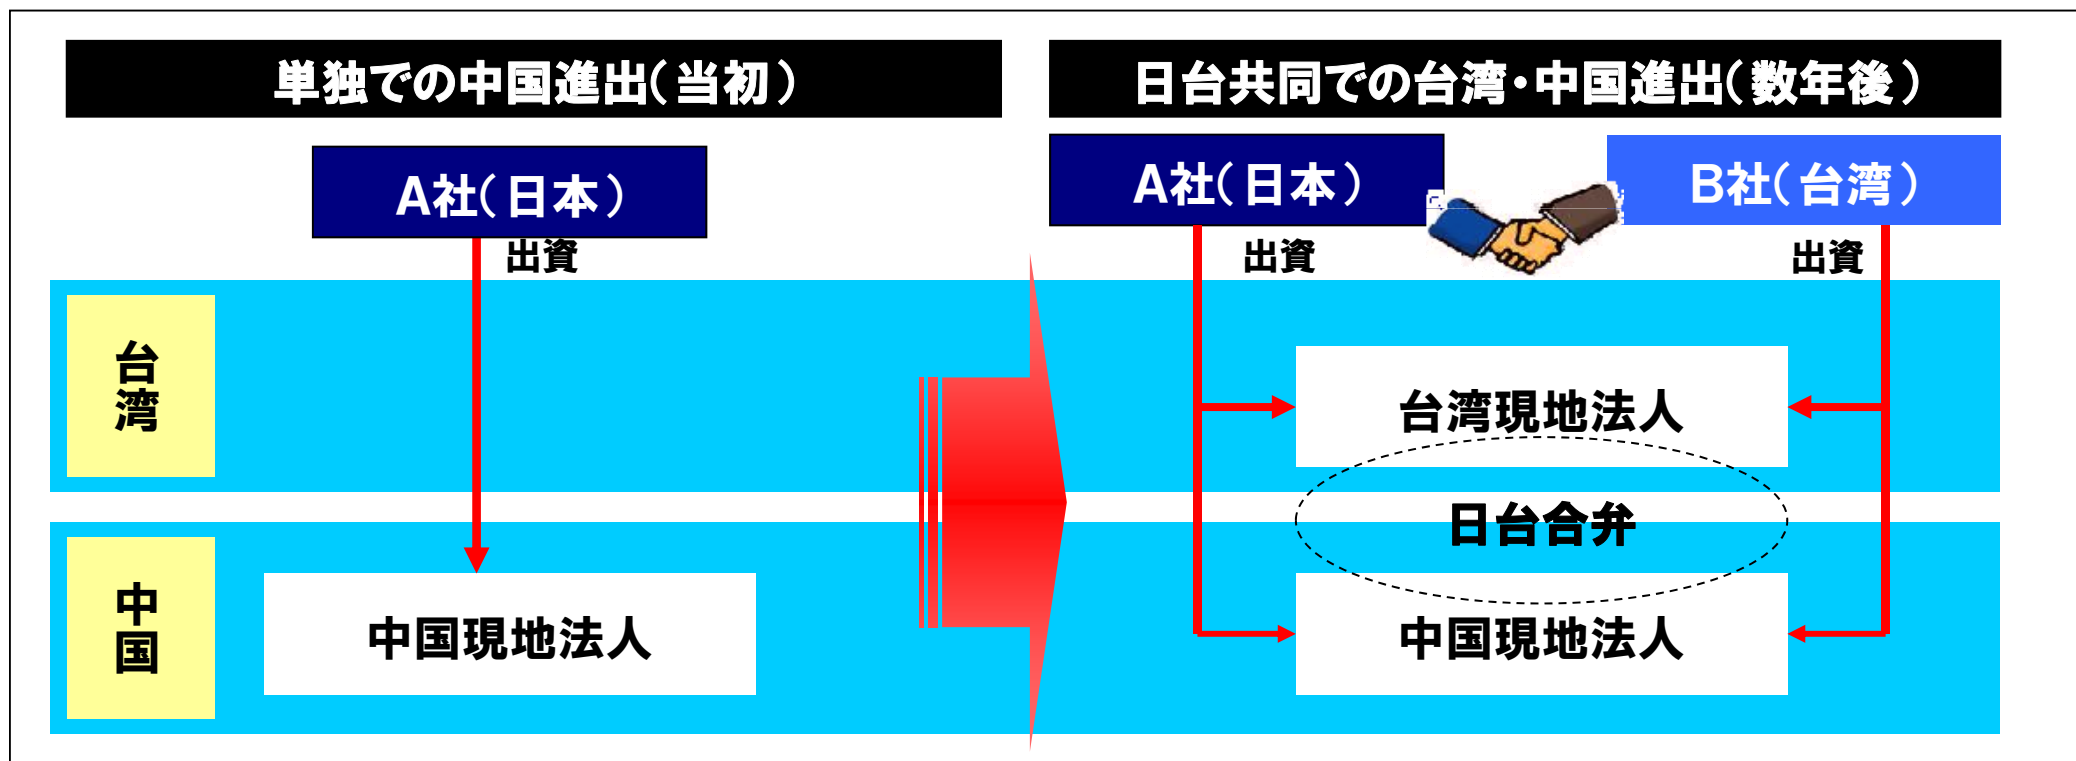 単独での中国進出(当初)
日台共同での台湾・中国進出(数年後)
A社(日本)
A社(日本)
B社(台湾)
出資
出資
出資
台湾
台湾現地法人
日台合弁
中国
中国現地法人
中国現地法人